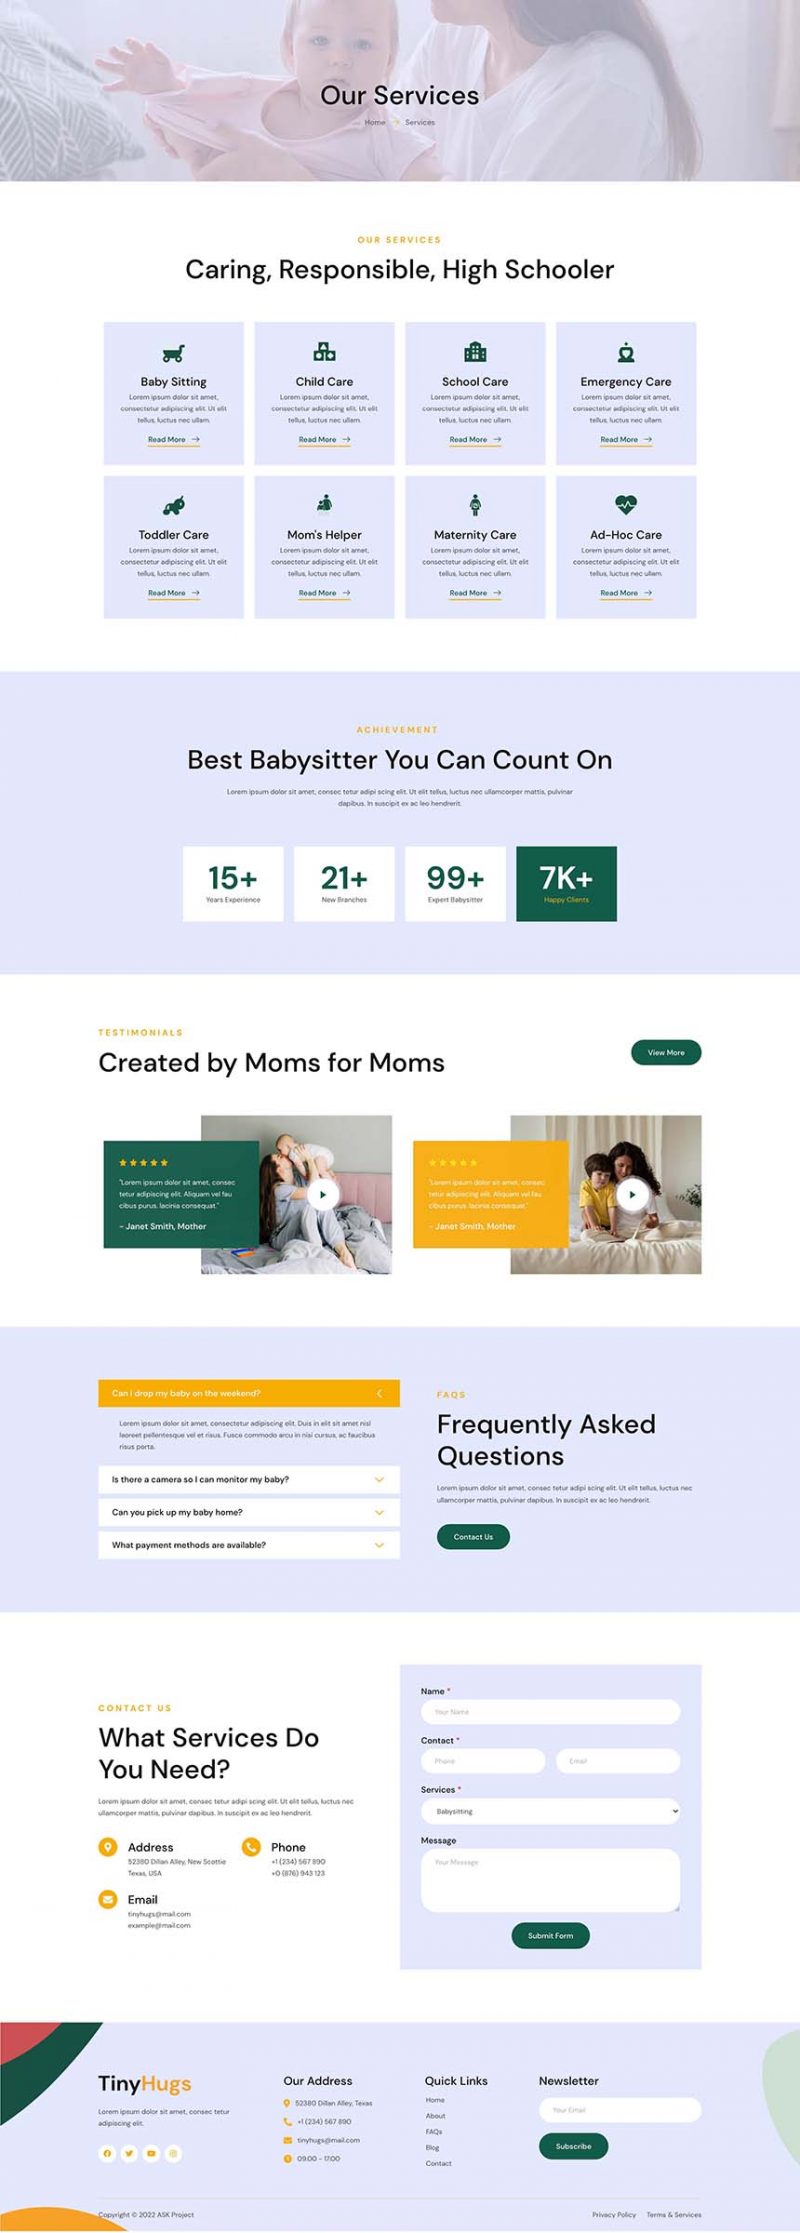 Our Services
Home → Services
OUR SERVICES
Caring, Responsible, High Schooler
Baby Sitting
Lorem ipsum dolor sit amet,
consectetur adipiscing elit. Ut elit
tellus, luctus nec ullam.
Read More →
Child Care
Lorem ipsum dolor sit amet,
consectetur adipiscing elit. Ut elit
tellus, luctus nec ullam.
Read More →
School Care
Lorem ipsum dolor sit amet,
consectetur adipiscing elit. Ut elit
tellus, luctus nec ullam.
Read More →
Emergency Care
Lorem ipsum dolor sit amet,
consectetur adipiscing elit. Ut elit
tellus, luctus nec ullam.
Read More →
Toddler Care
Lorem ipsum dolor sit amet,
consectetur adipiscing elit. Ut elit
tellus, luctus nec ullam.
Read More →
Mom's Helper
Lorem ipsum dolor sit amet,
consectetur adipiscing elit. Ut elit
tellus, luctus nec ullam.
Read More →
Maternity Care
Lorem ipsum dolor sit amet,
consectetur adipiscing elit. Ut elit
tellus, luctus nec ullam.
Read More →
Ad-Hoc Care
Lorem ipsum dolor sit amet,
consectetur adipiscing elit. Ut elit
tellus, luctus nec ullam.
Read More →
ACHIEVEMENT
Best Babysitter You Can Count On
Lorem ipsum dolor sit amet, consec tetur adipi scing elit. Ut elit tellus, luctus nec ullamcorper mattis, pulvinar
dapibus. In suscipit ex ac leo hendrerit.
15+
Years Experience
21+
New Branches
99+
Expert Babysitter
7K+
Happy Clients
TESTIMONIALS
Created by Moms for Moms
View More
"Lorem ipsum dolor sit amet, consec
tetur adipiscing elit. Aliquam vel fau
cibus purus. lacinia consequat."
- Janet Smith, Mother
"Lorem ipsum dolor sit amet, consec
tetur adipiscing elit. Aliquam vel fau
cibus purus. lacinia consequat."
- Janet Smith, Mother
Can I drop my baby on the weekend?
Lorem ipsum dolor sit amet, consectetur adipiscing elit. Duis in elit sit amet nisl
laoreet pellentesque vel et risus. Fusce commodo arcu in nisi cursus, ac faucibus
risus porta.
Is there a camera so I can monitor my baby?
Can you pick up my baby home?
What payment methods are available?
FAQS
Frequently Asked
Questions
Lorem ipsum dolor sit amet, consec tetur adipi scing elit. Ut elit tellus, luctus nec
ullamcorper mattis, pulvinar dapibus. In suscipit ex ac leo hendrerit.
Contact Us
CONTACT US
What Services Do
You Need?
Lorem ipsum dolor sit amet, consec tetur adipi scing elit. Ut elit tellus, luctus nec
ullamcorper mattis, pulvinar dapibus. In suscipit ex ac leo hendrerit.
Address
52380 Dillan Alley, New Scottie
Texas, USA
Phone
+1 (234) 567 890
+0 (876) 943 123
Email
tinyhugs@mail.com
example@mail.com
Name *
Your Name
Contact *
Phone
Email
Services *
Babysitting
Message
Your Message
Submit Form
TinyHugs
Lorem ipsum dolor sit amet, consec tetur
adipiscing elit.
Our Address
52380 Dillan Alley, Texas
+1 (234) 567 890
tinyhugs@mail.com
09:00 - 17:00
Quick Links
Home
About
FAQs
Blog
Contact
Newsletter
Your Email
Subscribe
Copyright © 2022 ASK Project
Privacy Policy Terms & Services